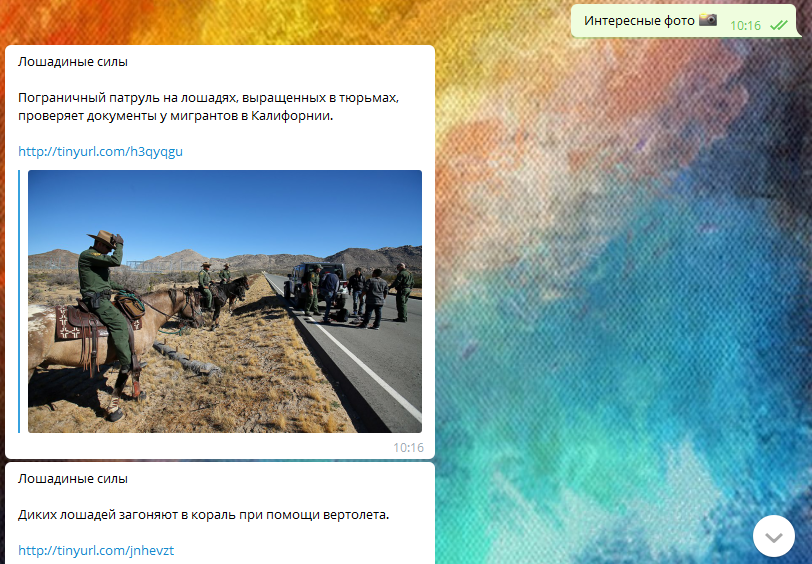 Интересные фото 📷 10:16
Лошадиные силы
Пограничный патруль на лошадях, выращенных в тюрьмах,
проверяет документы у мигрантов в Калифорнии.
http://tinyurl.com/h3qyqgu
10:16
Лошадиные силы
Диких лошадей загоняют в кораль при помощи вертолета.
http://tinyurl.com/jnhevzt